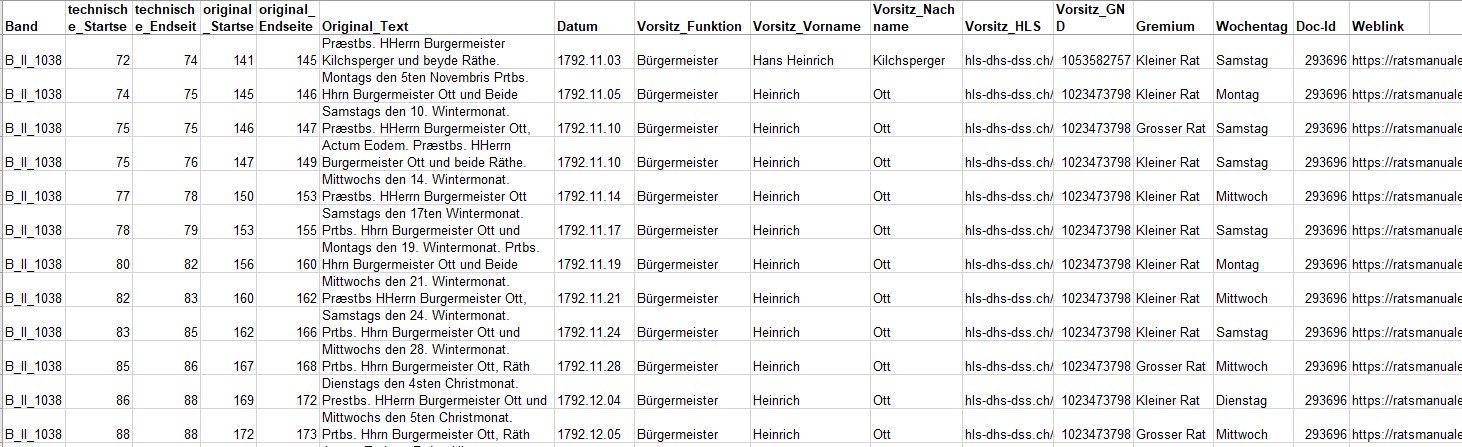 Band technische_Startse technische_Endseit original_Startse original_Endseite Original_Text Datum Vorsitz_Funktion Vorsitz_Vorname Vorsitz_Nachname Vorsitz_HLS Vorsitz_GND Gremium Wochentag Doc-Id Weblink
B_II_1038 72 74 141 145 Præstbs. HHerrn Burgermeister Kilchsperger und beyde Räthe. 1792.11.03 Bürgermeister Hans Heinrich Kilchsperger hls-dhs-dss.ch/ 1053582757 Kleiner Rat Samstag 293696 https://ratsmanuale
B_II_1038 74 75 145 146 Montags den 5ten Novembris Prtbs. Hhrn Burgermeister Ott und Beide 1792.11.05 Bürgermeister Heinrich Ott hls-dhs-dss.ch/ 1023473798 Kleiner Rat Montag 293696 https://ratsmanuale
B_II_1038 75 75 146 147 Samstags den 10. Wintermonat. Præstbs. HHerrn Burgermeister Ott, 1792.11.10 Bürgermeister Heinrich Ott hls-dhs-dss.ch/ 1023473798 Grosser Rat Samstag 293696 https://ratsmanuale
B_II_1038 75 76 147 149 Actum Eodem. Præstbs. HHerrn Burgermeister Ott und beide Räthe. 1792.11.10 Bürgermeister Heinrich Ott hls-dhs-dss.ch/ 1023473798 Kleiner Rat Samstag 293696 https://ratsmanuale
B_II_1038 77 78 150 153 Mittwochs den 14. Wintermonat. Præstbs. HHerrn Burgermeister Ott 1792.11.14 Bürgermeister Heinrich Ott hls-dhs-dss.ch/ 1023473798 Kleiner Rat Mittwoch 293696 https://ratsmanuale
B_II_1038 78 79 153 155 Samstags den 17ten Wintermonat. Prtbs. Hhrn Burgermeister Ott und 1792.11.17 Bürgermeister Heinrich Ott hls-dhs-dss.ch/ 1023473798 Kleiner Rat Samstag 293696 https://ratsmanuale
B_II_1038 80 82 156 160 Montags den 19. Wintermonat. Prtbs. Hhrn Burgermeister Ott und Beide 1792.11.19 Bürgermeister Heinrich Ott hls-dhs-dss.ch/ 1023473798 Kleiner Rat Montag 293696 https://ratsmanuale
B_II_1038 82 83 160 162 Mittwochs den 21. Wintermonat. Præstbs HHerrn Burgermeister Ott, 1792.11.21 Bürgermeister Heinrich Ott hls-dhs-dss.ch/ 1023473798 Kleiner Rat Mittwoch 293696 https://ratsmanuale
B_II_1038 83 85 162 166 Samstags den 24. Wintermonat. Prtbs. Hhrn Burgermeister Ott und 1792.11.24 Bürgermeister Heinrich Ott hls-dhs-dss.ch/ 1023473798 Kleiner Rat Samstag 293696 https://ratsmanuale
B_II_1038 85 86 167 168 Mittwochs den 28. Wintermonat. Prtbs. Hhrn Burgermeister Ott, Räth 1792.11.28 Bürgermeister Heinrich Ott hls-dhs-dss.ch/ 1023473798 Grosser Rat Mittwoch 293696 https://ratsmanuale
B_II_1038 86 88 169 172 Dienstags den 4sten Christmonat. Prestbs. HHerrn Burgermeister Ott und 1792.12.04 Bürgermeister Heinrich Ott hls-dhs-dss.ch/ 1023473798 Kleiner Rat Dienstag 293696 https://ratsmanuale
B_II_1038 88 88 172 173 Mittwochs den 5ten Christmonat. Prtbs. Hhrn Burgermeister Ott, Räth 1792.12.05 Bürgermeister Heinrich Ott hls-dhs-dss.ch/ 1023473798 Grosser Rat Mittwoch 293696 https://ratsmanuale